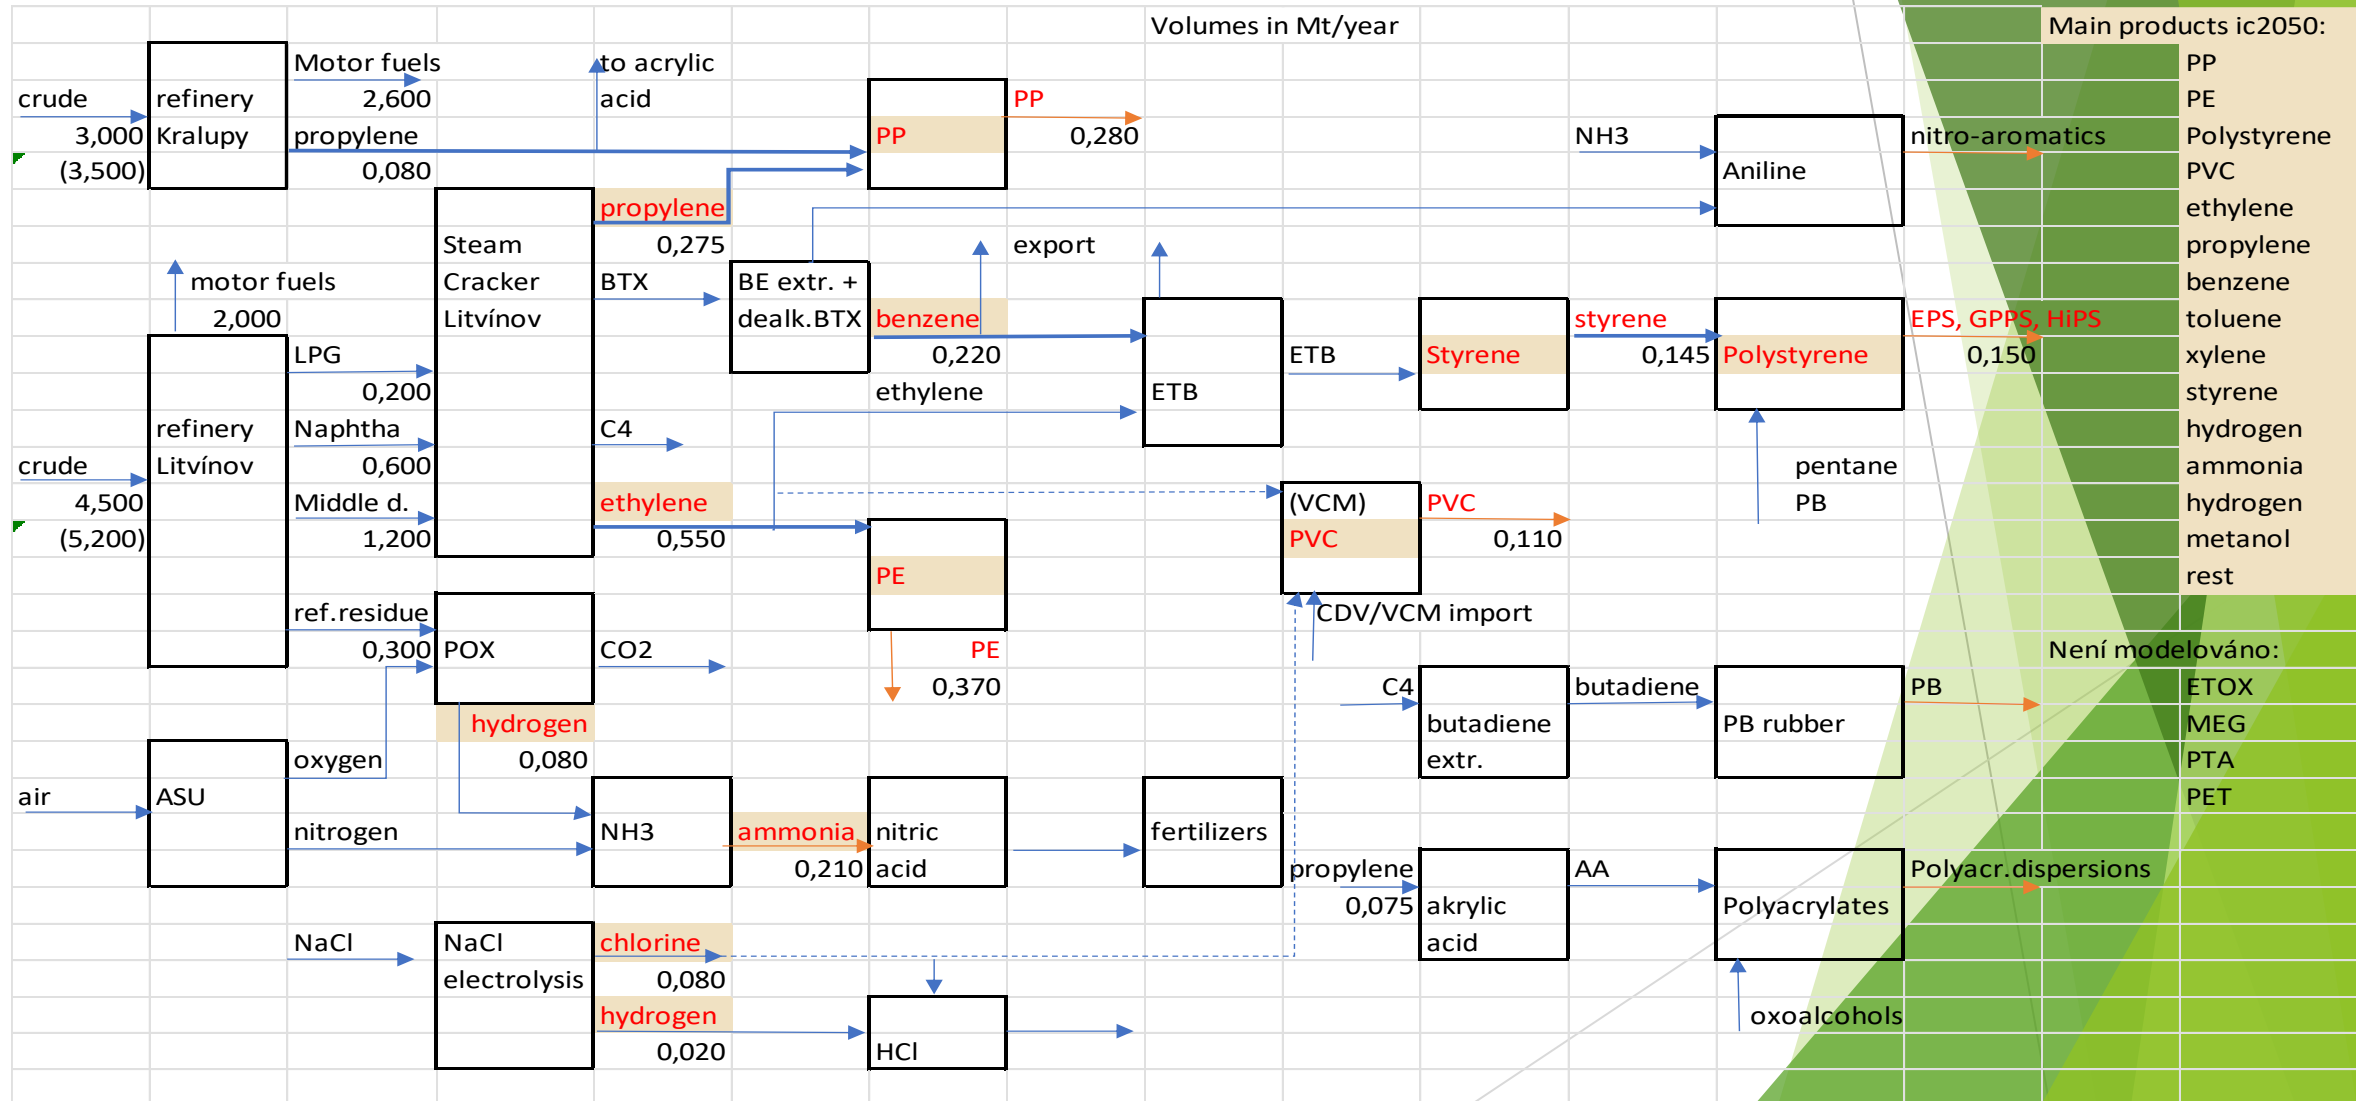 Volumes in Mt/year
Main products ic2050:
PP
PE
Polystyrene
PVC
ethylene
propylene
benzene
toluene
xylene
styrene
hydrogen
ammonia
hydrogen
metanol
rest
Není modelováno:
ETOX
MEG
PTA
PET
crude
3,000
(3,500)
refinery
Kralupy
Motor fuels
2,600
propylene
0,080
to acrylic
acid
PP
PP
0,280
NH3
Aniline
nitro-aromatics
motor fuels
2,000
crude
4,500
(5,200)
refinery
Litvínov
LPG
0,200
Naphtha
0,600
Middle d.
1,200
ref.residue
0,300
Steam
Cracker
Litvínov
propylene
0,275
BTX
C4
ethylene
0,550
BE extr. +
dealk.BTX
benzene
0,220
export
ethylene
ETB
ETB
Styrene
styrene
0,145
Polystyrene
EPS, GPPS, HiPS
0,150
pentane
PB
(VCM)
PVC
PVC
0,110
CDV/VCM import
PE
PE
0,370
POX
CO2
hydrogen
0,080
C4
butadiene
extr.
butadiene
PB rubber
PB
air
ASU
oxygen
nitrogen
NH3
ammonia
0,210
nitric
acid
fertilizers
propylene
0,075
akrylic
acid
AA
Polyacrylates
Polyacr.dispersions
oxoalcohols
NaCl
NaCl
electrolysis
chlorine
0,080
hydrogen
0,020
HCl